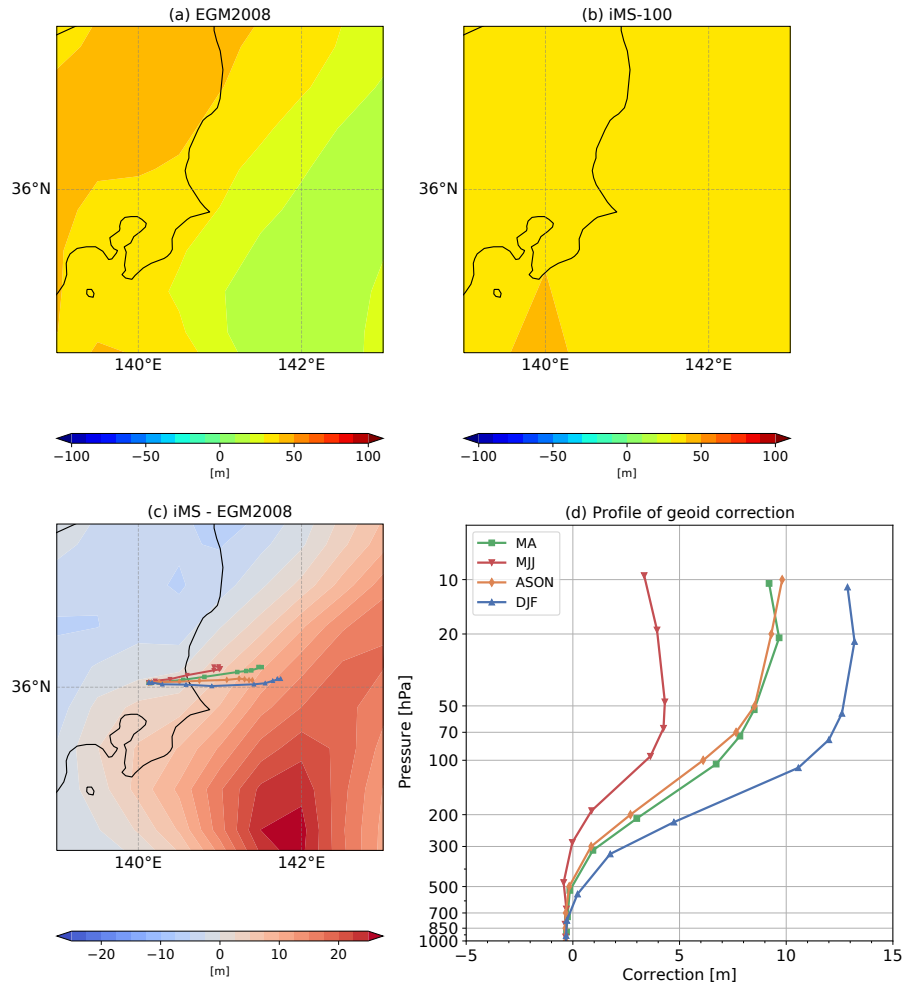 (a) EGM2008
(b) iMS-100
36°N
36°N
140°E 142°E
140°E 142°E
−100 −50 0 50 100
[m]
−100 −50 0 50 100
[m]
(c) iMS - EGM2008
36°N
140°E 142°E
−20 −10 0 10 20
[m]
(d) Profile of geoid correction
MA
MJJ
ASON
DJF
Pressure [hPa]
10
20
50
70
100
200
300
500
700
850
1000
−5 0 5 10 15
Correction [m]